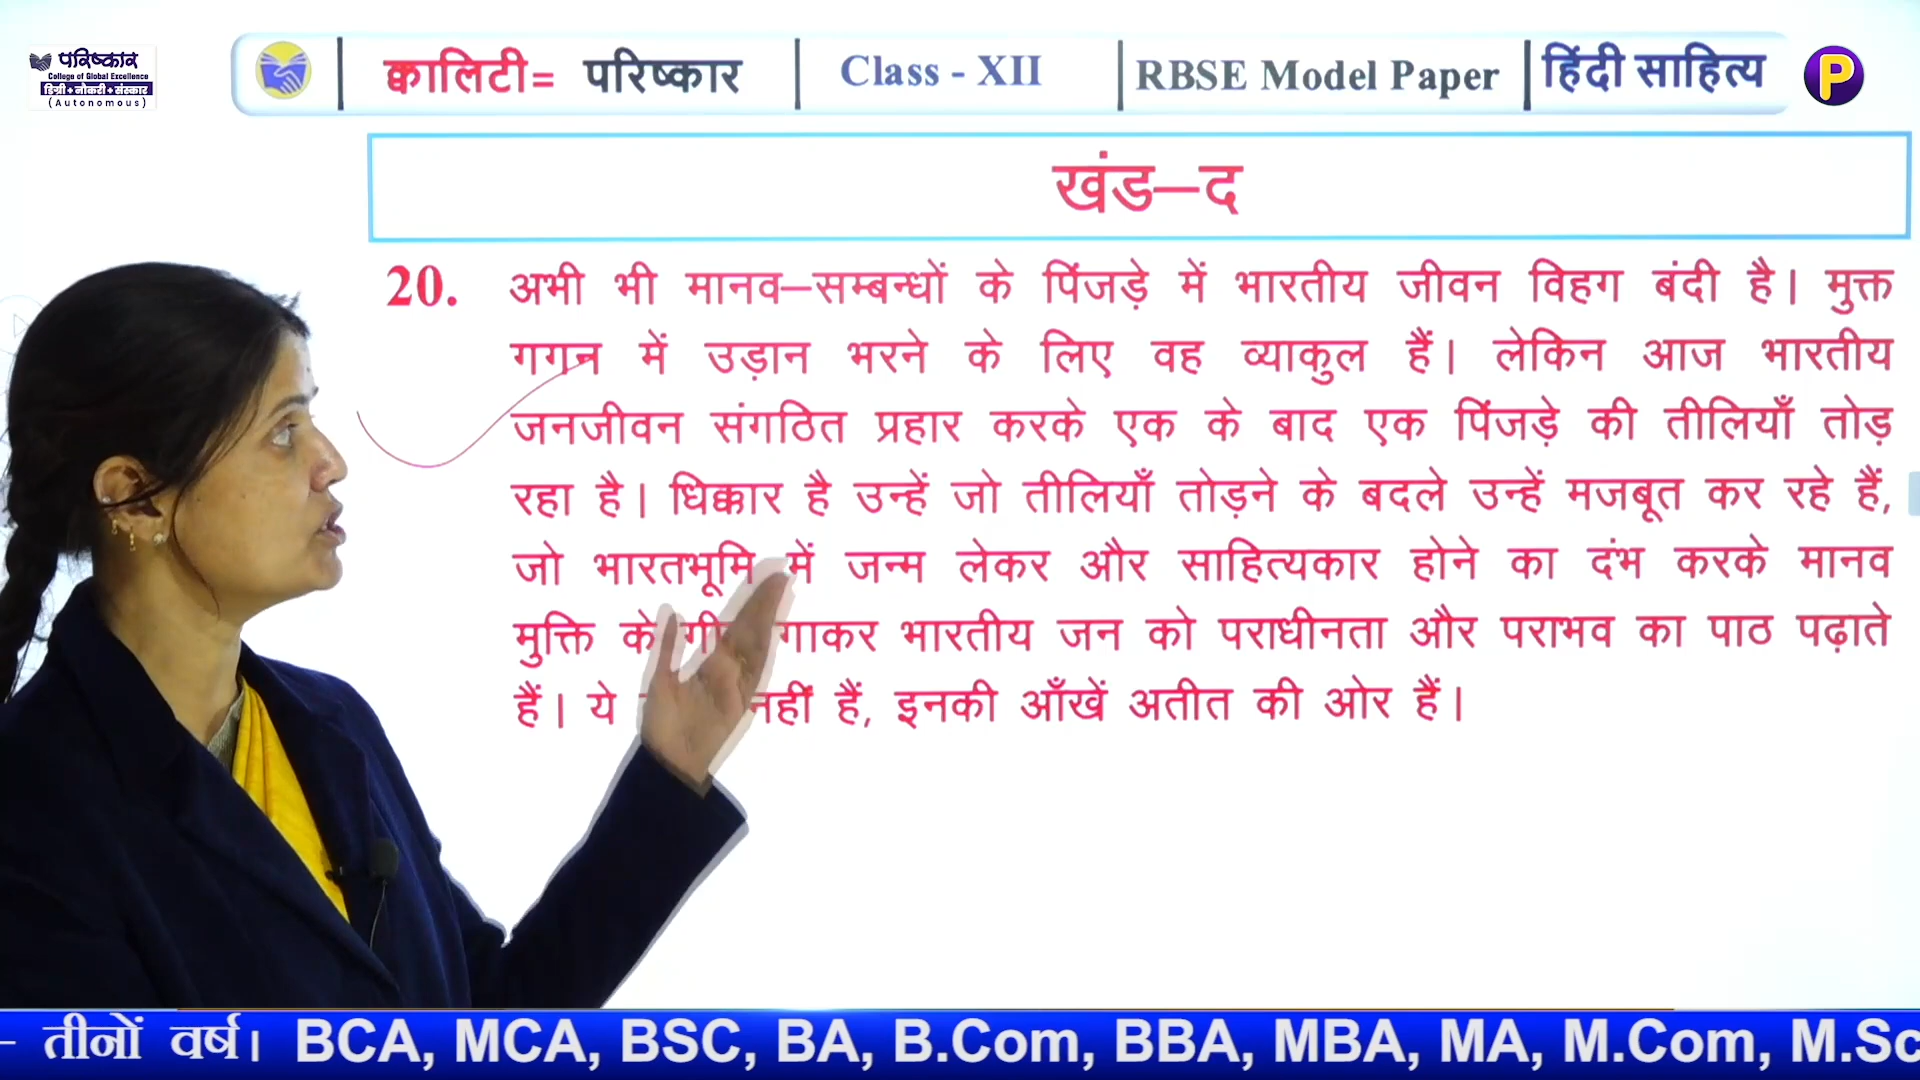 परिष्कार
College of Global Excellence
डिग्री + नौकरी + संस्कार
(Autonomous)
क्वालिटी= परिष्कार
Class - XII
RBSE Model Paper
हिंदी साहित्य
P
खंड–द
20. अभी भी मानव–सम्बन्धों के पिंजड़े में भारतीय जीवन विहग बंदी है। मुक्त
गगन में उड़ान भरने के लिए वह व्याकुल हैं। लेकिन आज भारतीय
जनजीवन संगठित प्रहार करके एक के बाद एक पिंजड़े की तीलियाँ तोड़
रहा है। धिक्कार है उन्हें जो तीलियाँ तोड़ने के बदले उन्हें मजबूत कर रहे हैं,
जो भारतभूमि में जन्म लेकर और साहित्यकार होने का दंभ करके मानव
मुक्ति के गाकर भारतीय जन को पराधीनता और पराभव का पाठ पढ़ाते
हैं। ये नहीं हैं, इनकी आँखें अतीत की ओर हैं।
– तीनों वर्ष। BCA, MCA, BSC, BA, B.Com, BBA, MBA, MA, M.Com, M.Sc